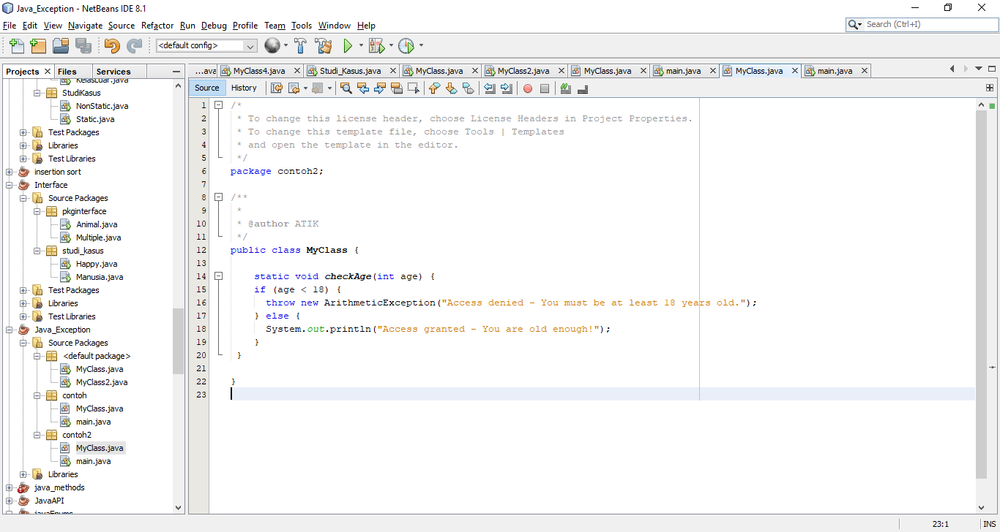 Java_Exception - NetBeans IDE 8.1
File Edit View Navigate Source Refactor Run Debug Profile Team Tools Window Help
Search (Ctrl+I)
<default config>
Projects Files Services
...ava MyClass4.java Studi_Kasus.java MyClass.java MyClass2.java MyClass.java main.java MyClass.java main.java
Source History
KelasLuar.java
StudiKasus
NonStatic.java
Static.java
Test Packages
Libraries
Test Libraries
insertion sort
Interface
Source Packages
pkginterface
Animal.java
Multiple.java
studi_kasus
Happy.java
Manusia.java
Test Packages
Libraries
Test Libraries
Java_Exception
Source Packages
<default package>
MyClass.java
MyClass2.java
contoh
MyClass.java
main.java
contoh2
MyClass.java
main.java
Libraries
java_methods
JavaAPI
javaEnums
1 /*
2 * To change this license header, choose License Headers in Project Properties.
3 * To change this template file, choose Tools | Templates
4 * and open the template in the editor.
5 */
6 package contoh2;
7
8 /**
9 *
10 * @author ATIK
11 */
12 public class MyClass {
13
14 static void checkAge(int age) {
15 if (age < 18) {
16 throw new ArithmeticException("Access denied - You must be at least 18 years old.");
17 } else {
18 System.out.println("Access granted - You are old enough!");
19 }
20 }
21
22 }
23
23:1 INS